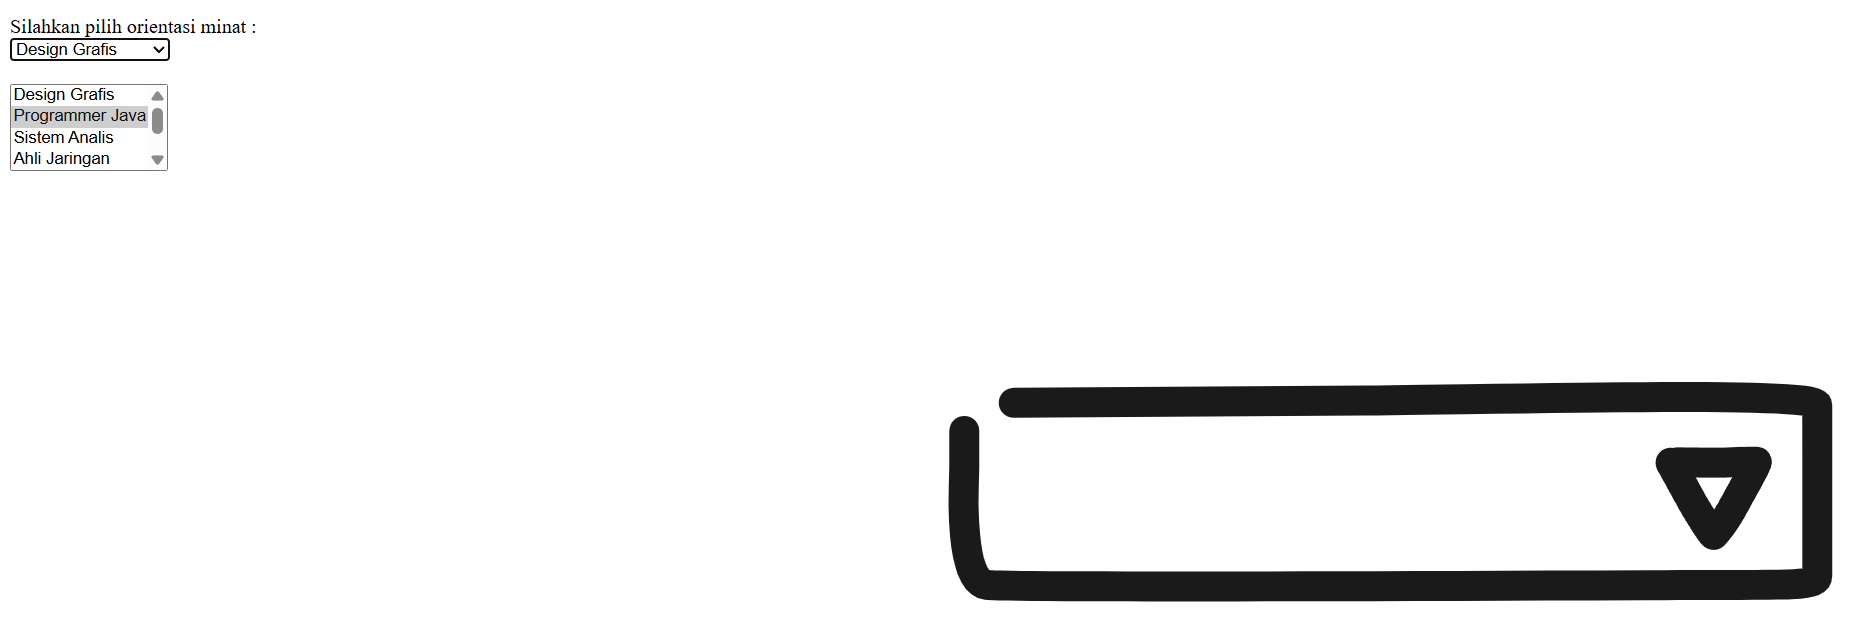 Silahkan pilih orientasi minat :
Design Grafis
Design Grafis
Programmer Java
Sistem Analis
Ahli Jaringan